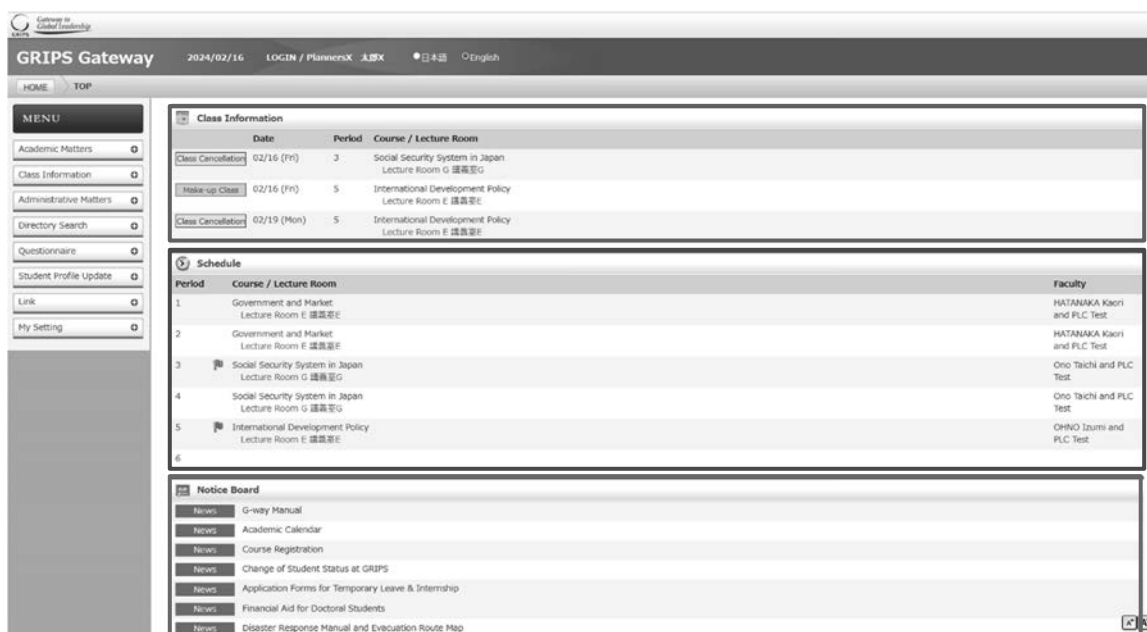 Gateway to
Global Leadership
GRIPS
GRIPS Gateway 2024/02/16 LOGIN / PlannersX 太郎X 日本語 English
HOME TOP
MENU
Academic Matters
Class Information
Administrative Matters
Directory Search
Questionnaire
Student Profile Update
Link
My Setting
Class Information
Date Period Course / Lecture Room
Class Cancellation 02/16 (Fri) 3 Social Security System in Japan
Lecture Room G 講義室G
Make-up Class 02/16 (Fri) 5 International Development Policy
Lecture Room E 講義室E
Class Cancellation 02/19 (Mon) 5 International Development Policy
Lecture Room E 講義室E
Schedule
Period Course / Lecture Room Faculty
1 Government and Market HATANAKA Kaori
Lecture Room E 講義室E and PLC Test
2 Government and Market HATANAKA Kaori
Lecture Room E 講義室E and PLC Test
3 Social Security System in Japan Ono Taichi and PLC
Lecture Room G 講義室G Test
4 Social Security System in Japan Ono Taichi and PLC
Lecture Room G 講義室G Test
5 International Development Policy OHNO Izumi and
Lecture Room E 講義室E PLC Test
6
Notice Board
News G-way Manual
News Academic Calendar
News Course Registration
News Change of Student Status at GRIPS
News Application Forms for Temporary Leave & Internship
News Financial Aid for Doctoral Students
News Disaster Response Manual and Evacuation Route Map